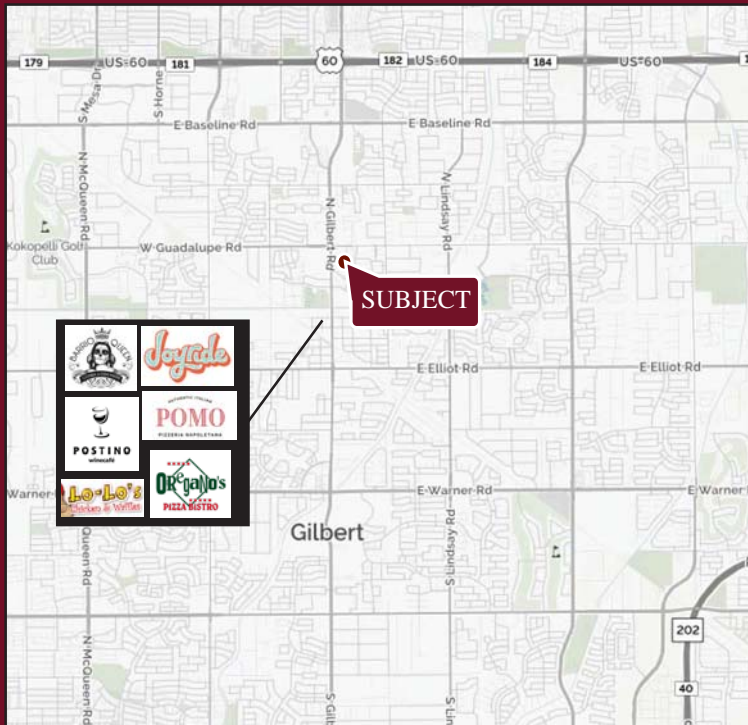 179
US-60
181
60
182
US-60
184
US-60
S Mesa Dr
S Horne
E Baseline Rd
E Baseline Rd
N McQueen Rd
N Gilbert Rd
N Lindsay Rd
Kokopelli Golf
Club
W Guadalupe Rd
SUBJECT
BARRIO QUEEN
Joyride
E Elliot Rd
E Elliot Rd
AUTHENTIC ITALIAN
POMO
PIZZERIA NAPOLETANA
POSTINO
winecafé
OReGaNo's
PIZZA BISTRO
Lo-Lo's
Chicken & Waffles
Warner
E Warner Rd
E Warner
Gilbert
Queen Rd
S Lindsay Rd
202
40
N McQueen Rd
S Gilb
S Lin